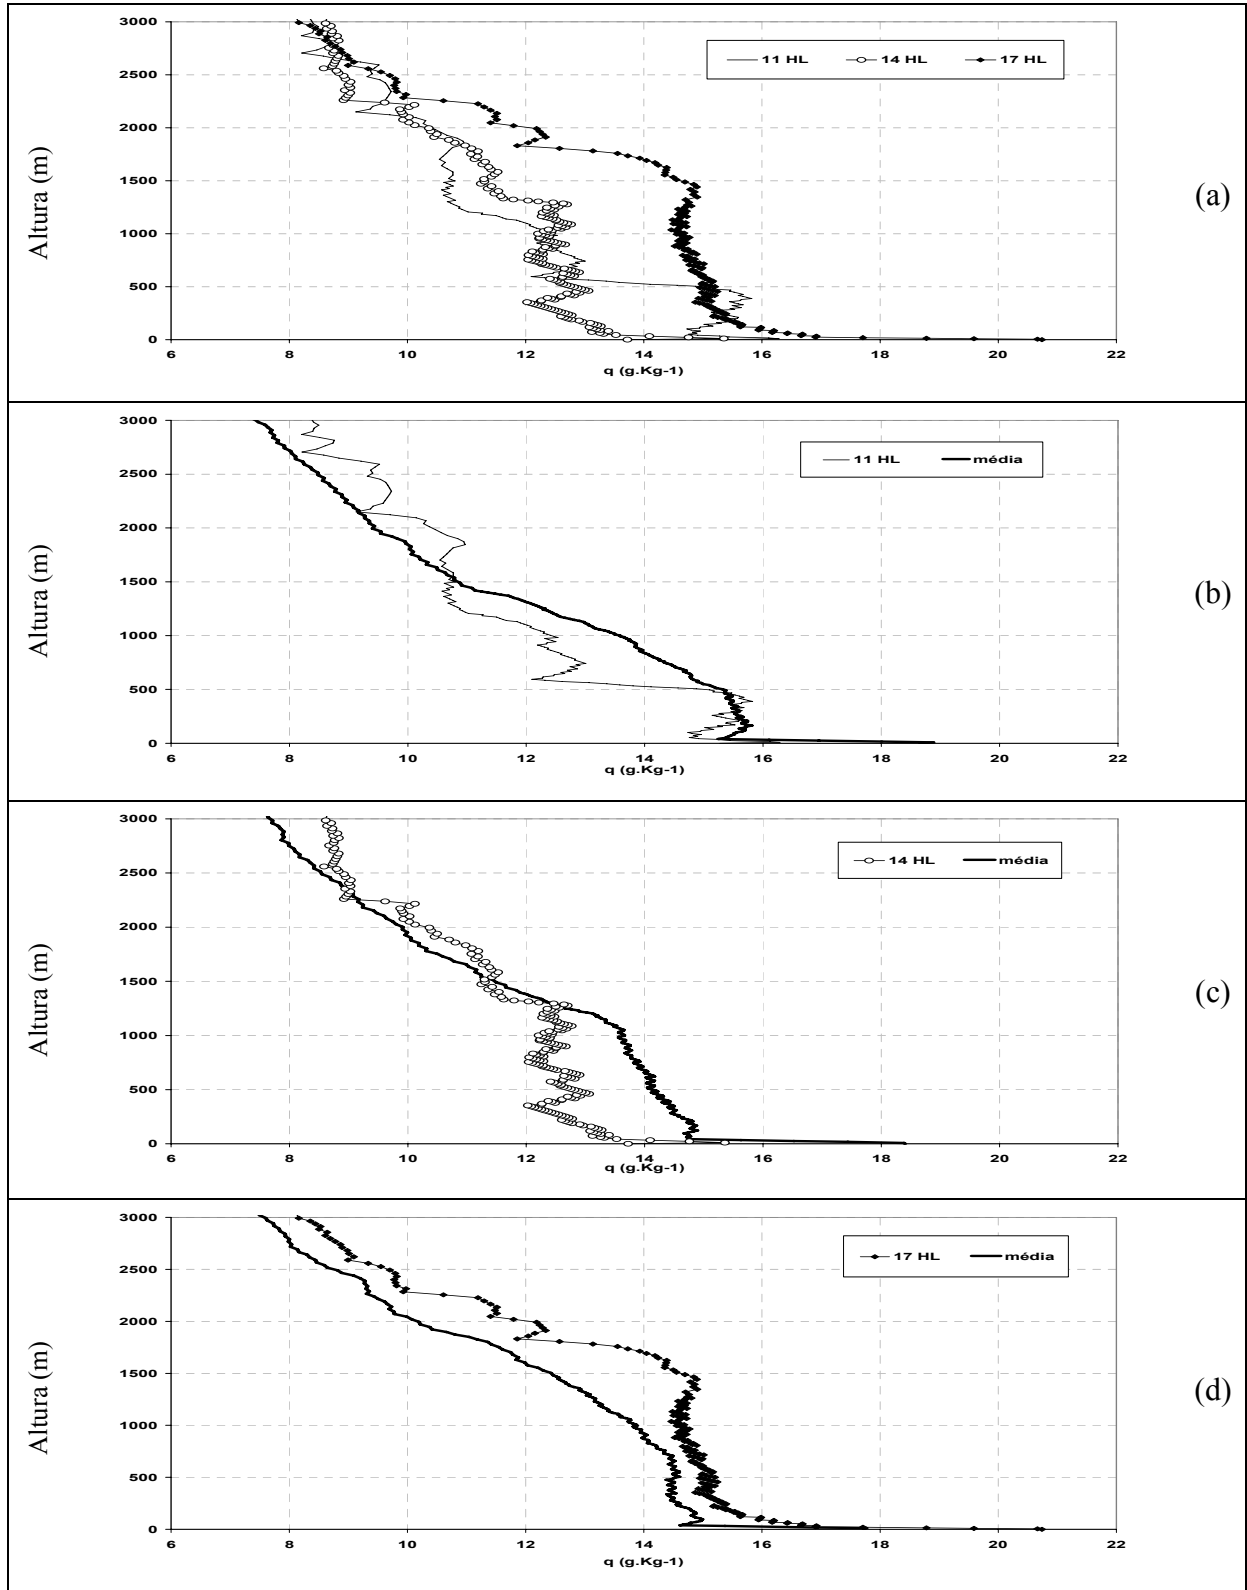 3000
2500
2000
1500
1000
500
0
Altura (m)
11 HL 14 HL 17 HL
(a)
6 8 10 12 14 16 18 20 22
q (g.Kg-1)
3000
2500
2000
1500
1000
500
0
Altura (m)
11 HL média
(b)
6 8 10 12 14 16 18 20 22
q (g.Kg-1)
3000
2500
2000
1500
1000
500
0
Altura (m)
14 HL média
(c)
6 8 10 12 14 16 18 20 22
q (g.Kg-1)
3000
2500
2000
1500
1000
500
0
Altura (m)
17 HL média
(d)
6 8 10 12 14 16 18 20 22
q (g.Kg-1)